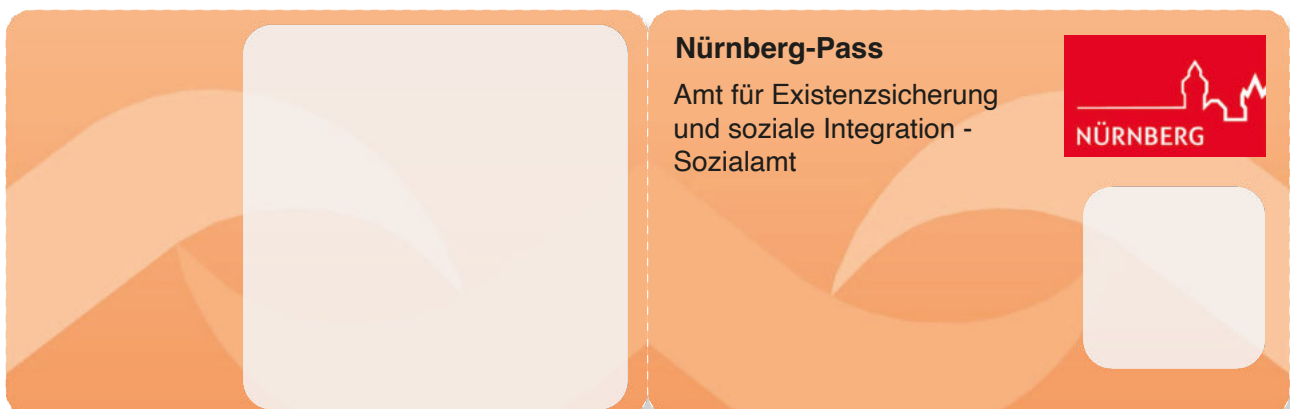 Nürnberg-Pass
Amt für Existenzsicherung
und soziale Integration -
Sozialamt
NÜRNBERG